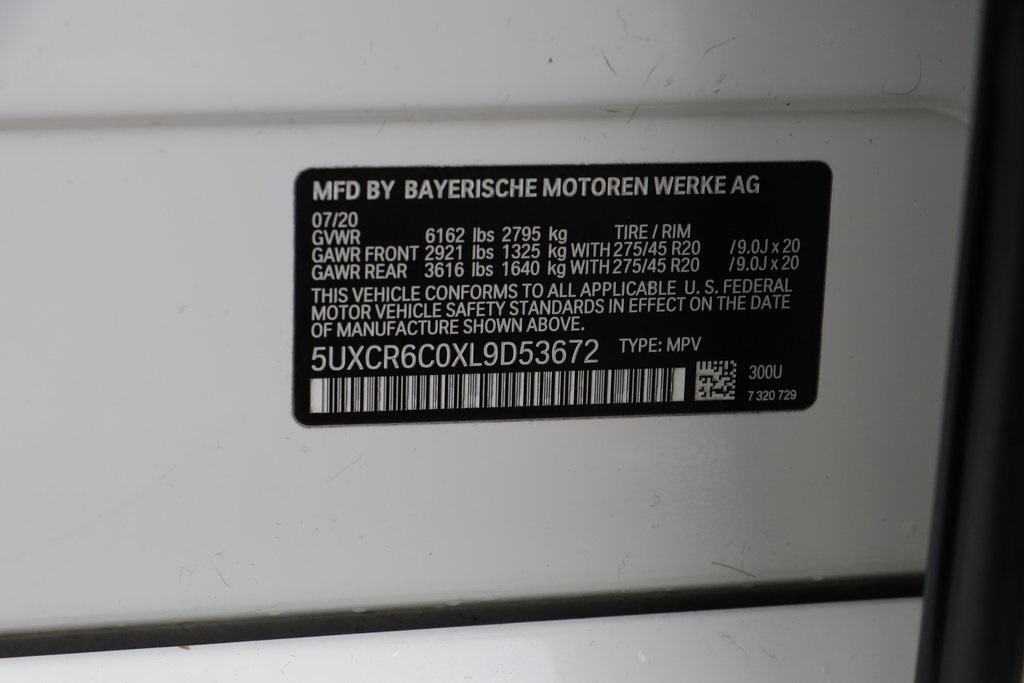 MFD BY BAYERISCHE MOTOREN WERKE AG
07/20
GVWR 6162 lbs 2795 kg TIRE / RIM
GAWR FRONT 2921 lbs 1325 kg WITH 275/45 R20 / 9.0J x 20
GAWR REAR 3616 lbs 1640 kg WITH 275/45 R20 / 9.0J x 20
THIS VEHICLE CONFORMS TO ALL APPLICABLE U. S. FEDERAL
MOTOR VEHICLE SAFETY STANDARDS IN EFFECT ON THE DATE
OF MANUFACTURE SHOWN ABOVE.
5UXCR6C0XL9D53672 TYPE: MPV
300U
7 320 729